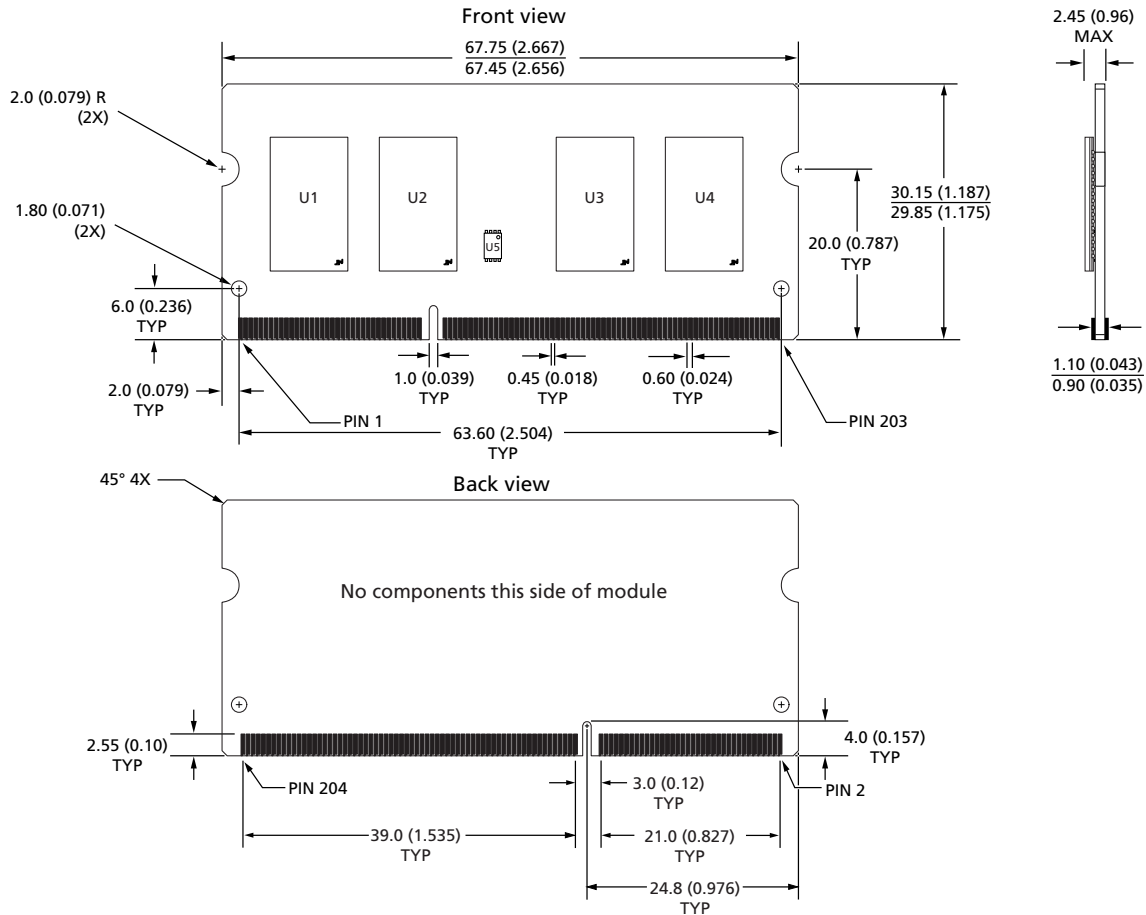 Front view
67.75 (2.667)
67.45 (2.656)
2.45 (0.96)
MAX
2.0 (0.079) R
(2X)
U1
U2
U3
U4
U5
1.80 (0.071)
(2X)
30.15 (1.187)
29.85 (1.175)
20.0 (0.787)
TYP
6.0 (0.236)
TYP
2.0 (0.079)
TYP
PIN 1
1.0 (0.039)
TYP
0.45 (0.018)
TYP
0.60 (0.024)
TYP
PIN 203
1.10 (0.043)
0.90 (0.035)
63.60 (2.504)
TYP
45° 4X
Back view
No components this side of module
2.55 (0.10)
TYP
4.0 (0.157)
TYP
PIN 204
3.0 (0.12)
TYP
PIN 2
39.0 (1.535)
TYP
21.0 (0.827)
TYP
24.8 (0.976)
TYP